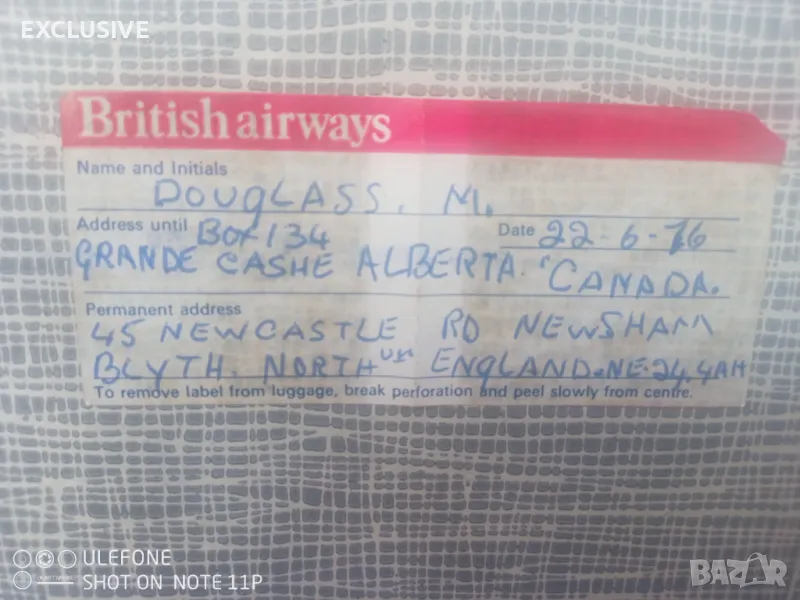 EXCLUSIVE
British airways
Name and Initials
DOUGLASS. M.
Address until BOX 134 Date 22-6-76
GRANDE CASHE ALBERTA. CANADA.
Permanent address
45 NEWCASTLE RD NEWSHAM
BLYTH. NORTHUM ENGLAND. NE.24.4AH
To remove label from luggage, break perforation and peel slowly from centre.
ULEFONE
SHOT ON NOTE 11P
BAZAR